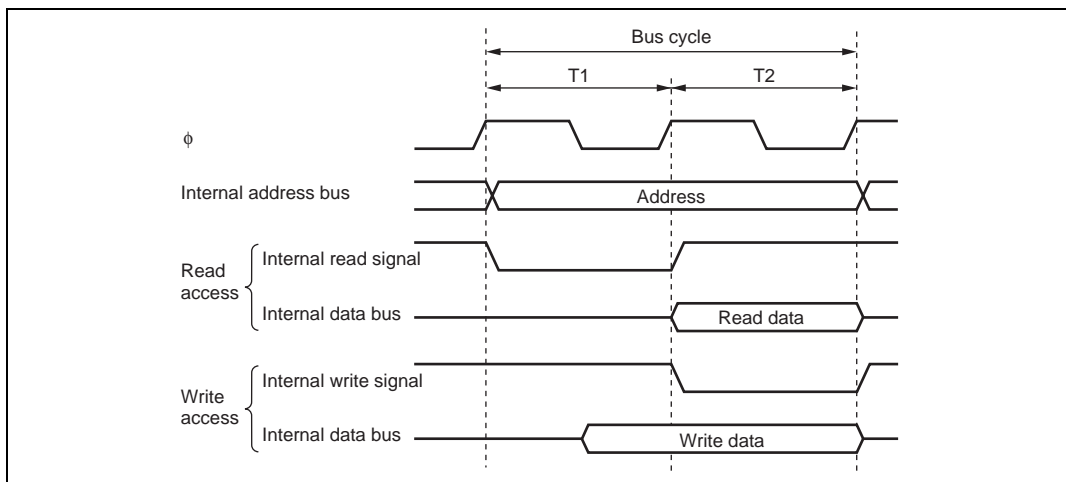 Bus cycle
T1
T2
ϕ
Internal address bus
Address
Read
access
Internal read signal
Internal data bus
Read data
Write
access
Internal write signal
Internal data bus
Write data